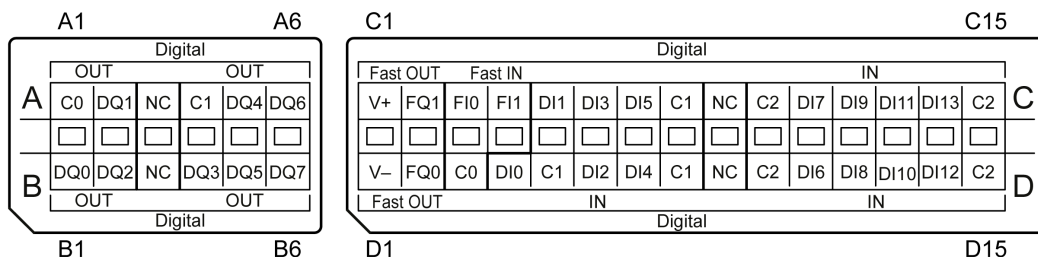 A1 A6 C1 C15
Digital Digital
OUT OUT Fast OUT Fast IN IN
A C0 DQ1 NC C1 DQ4 DQ6 V+ FQ1 FI0 FI1 DI1 DI3 DI5 C1 NC C2 DI7 DI9 DI11 DI13 C2 C
B DQ0 DQ2 NC DQ3 DQ5 DQ7 V– FQ0 C0 DI0 C1 DI2 DI4 C1 NC C2 DI6 DI8 DI10 DI12 C2 D
OUT OUT Fast OUT IN IN
Digital Digital
B1 B6 D1 D15